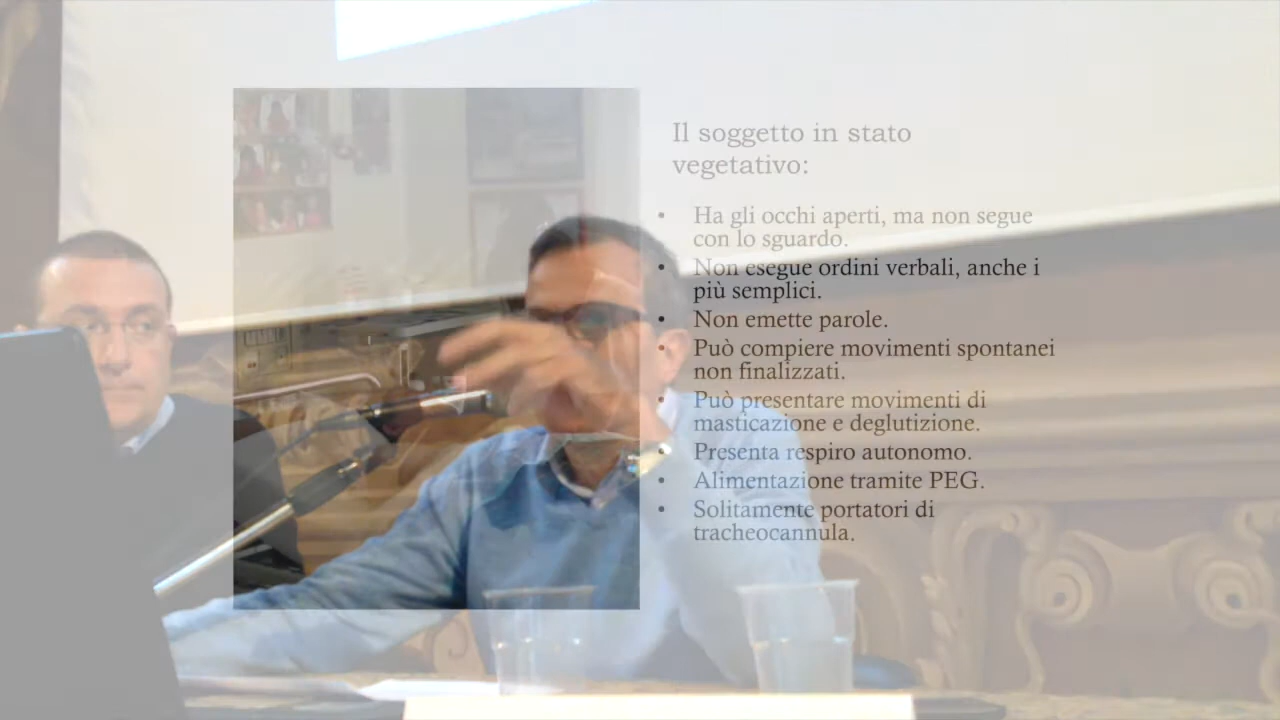 Il soggetto in stato
vegetativo:
• Ha gli occhi aperti, ma non segue
con lo sguardo.
• Non esegue ordini verbali, anche i
più semplici.
• Non emette parole.
• Può compiere movimenti spontanei
non finalizzati.
• Può presentare movimenti di
masticazione e deglutizione.
• Presenta respiro autonomo.
• Alimentazione tramite PEG.
• Solitamente portatori di
tracheocannula.